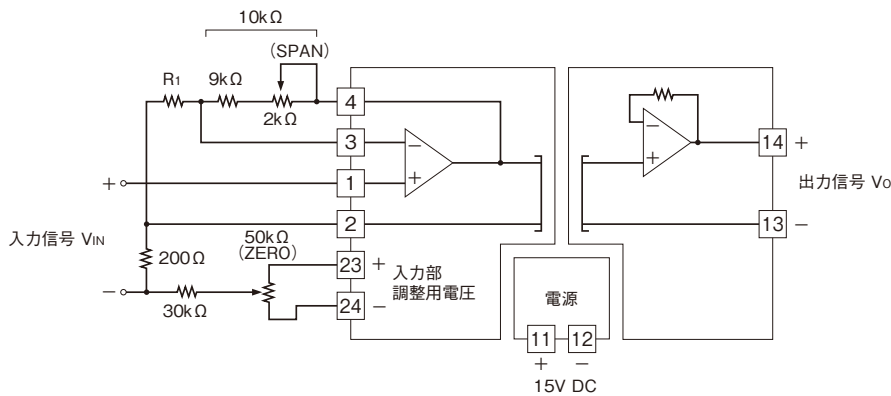 10kΩ
(SPAN)
R1 9kΩ
2kΩ
4
3
1
2
+
入力信号 VIN
200Ω
50kΩ
(ZERO)
23 +
24 −
入力部
調整用電圧
−
30kΩ
−
+
電源
11 12
+ −
15V DC
−
+
14 +
出力信号 VO
13 −